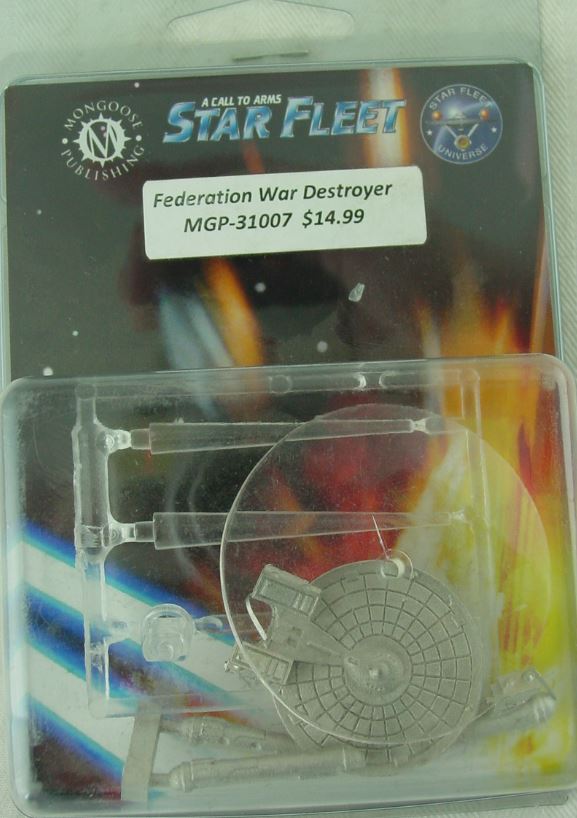 MONGOOSE
M
PUBLISHING
A CALL TO ARMS
STAR FLEET
STAR FLEET
UNIVERSE
Federation War Destroyer
MGP-31007 $14.99